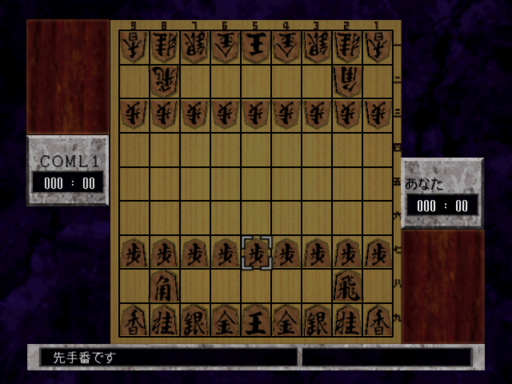 9 8 7 6 5 4 3 2 1
香 桂 銀 金 王 金 銀 桂 香 一
飛 角 二
歩 歩 歩 歩 歩 歩 歩 歩 歩 三
四
COML1
000 : 00
五
あなた
000 : 00
六
歩 歩 歩 歩 歩 歩 歩 歩 歩 七
角 飛 八
香 桂 銀 金 王 金 銀 桂 香 九
先手番です